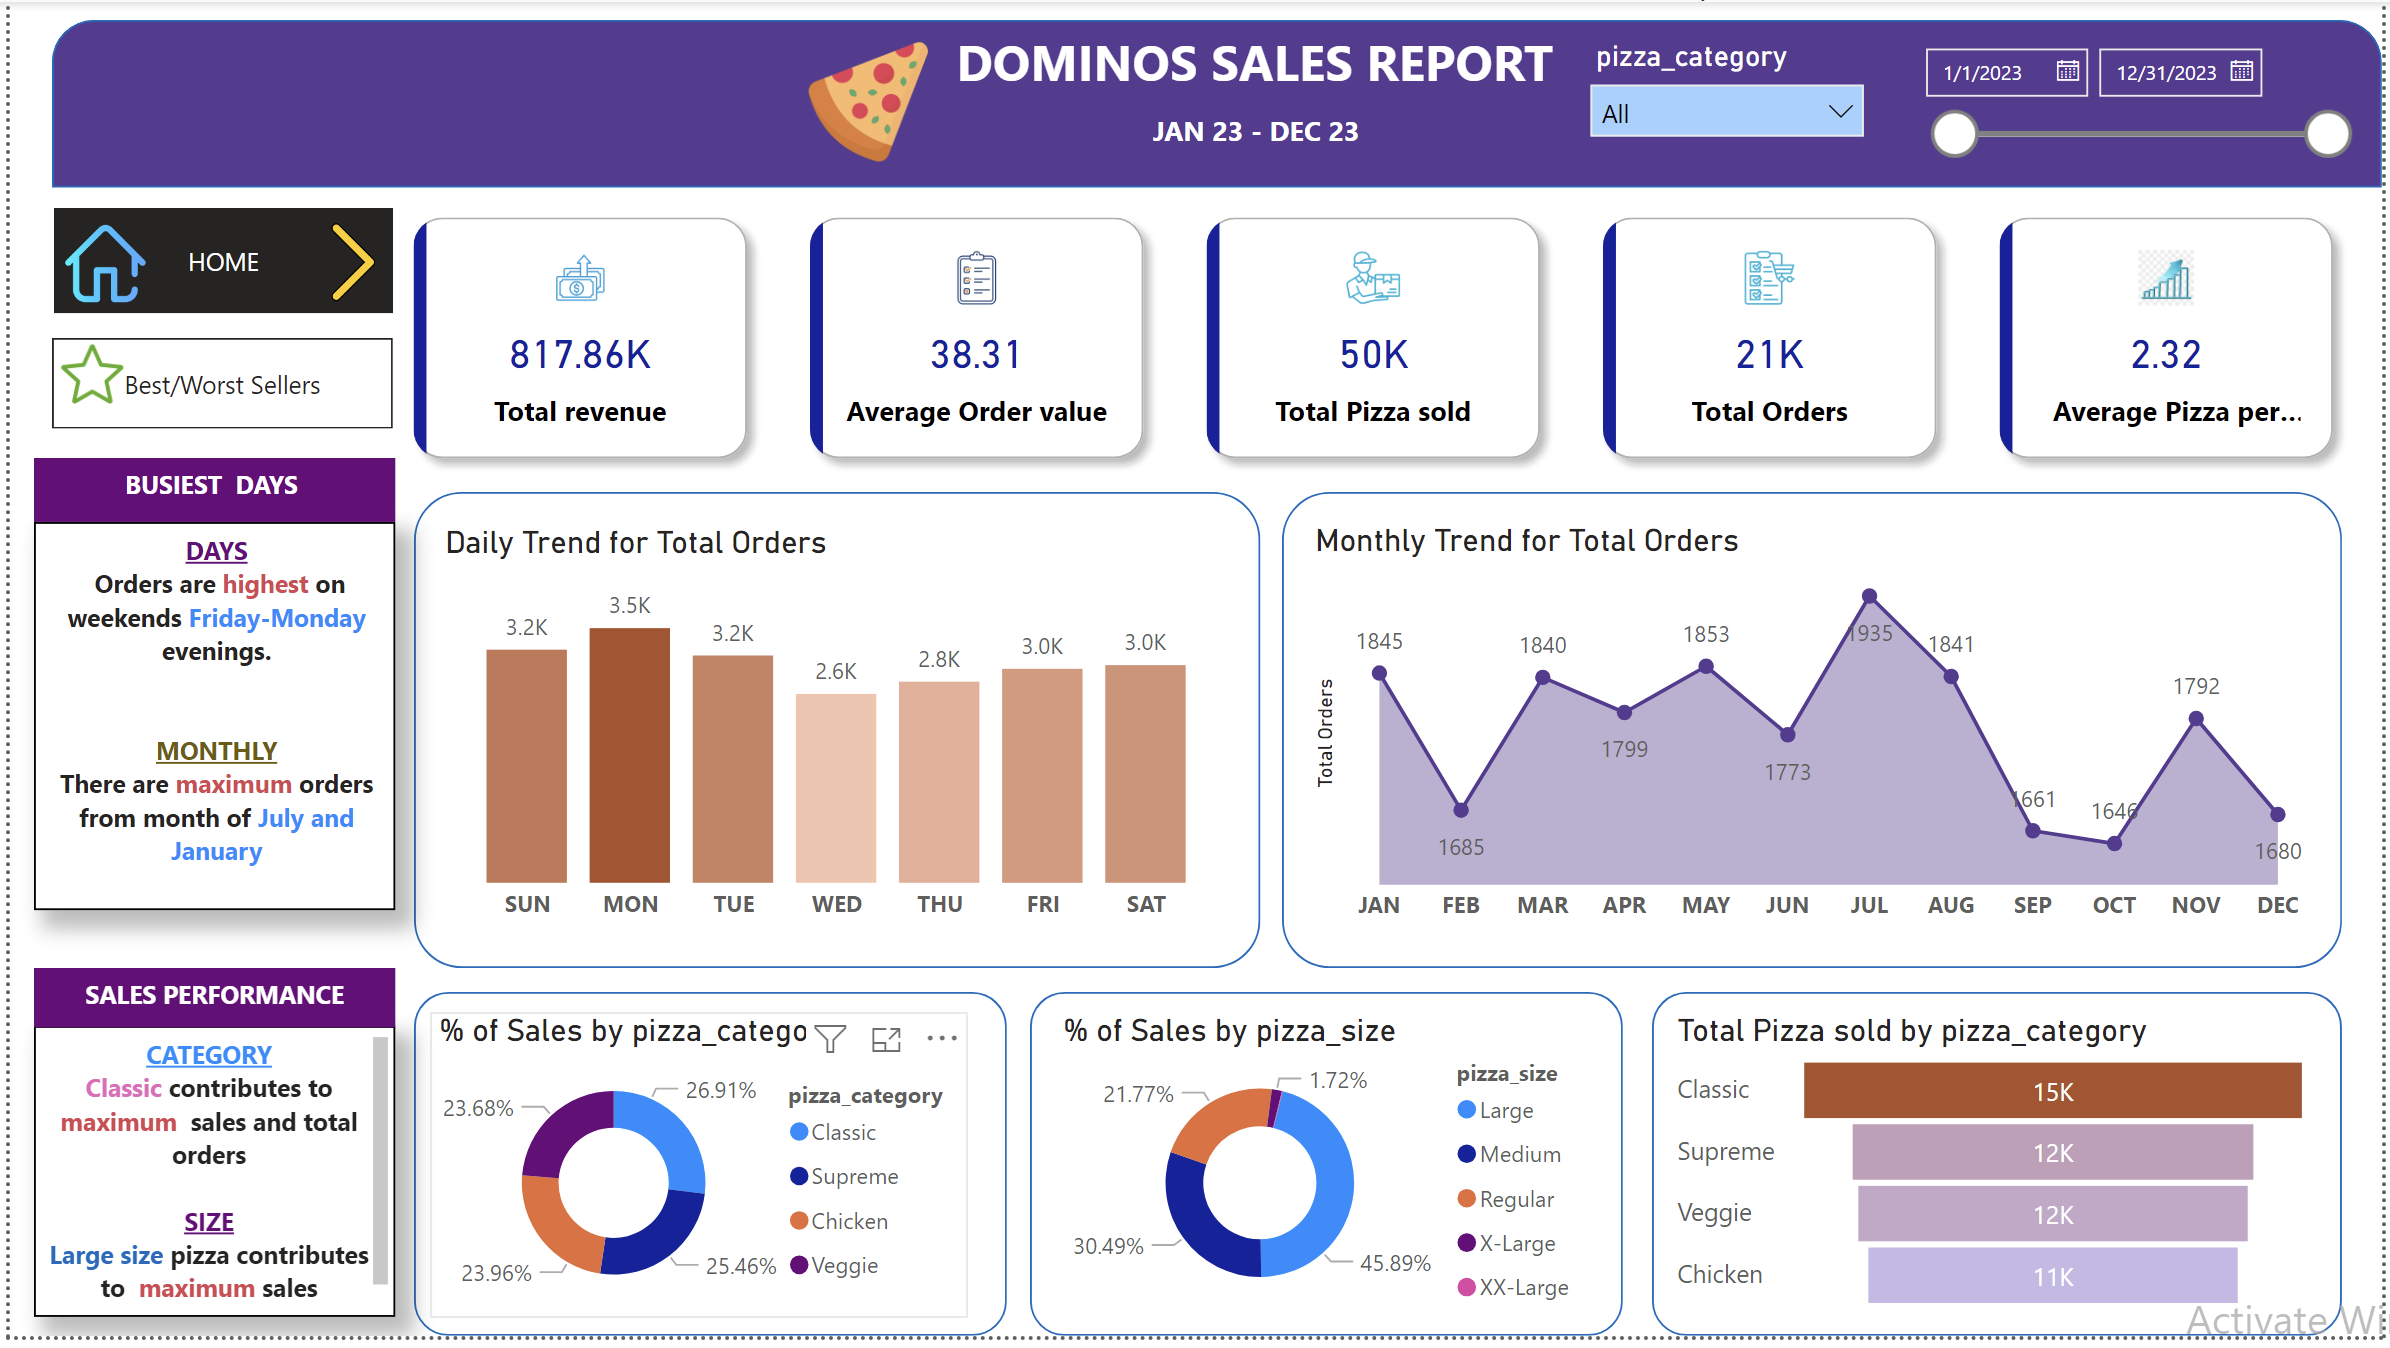 DOMINOS SALES REPORT
JAN 23 - DEC 23
pizza_category
All
1/1/2023
12/31/2023
HOME
Best/Worst Sellers
817.86K
Total revenue
38.31
Average Order value
50K
Total Pizza sold
21K
Total Orders
2.32
Average Pizza per...
BUSIEST DAYS
DAYS
Orders are highest on
weekends Friday-Monday
evenings.
MONTHLY
There are maximum orders
from month of July and
January
Daily Trend for Total Orders
3.2K
3.5K
3.2K
2.6K
2.8K
3.0K
3.0K
SUN
MON
TUE
WED
THU
FRI
SAT
Monthly Trend for Total Orders
Total Orders
1845
1685
1840
1799
1853
1773
1935
1841
1661
1646
1792
1680
JAN
FEB
MAR
APR
MAY
JUN
JUL
AUG
SEP
OCT
NOV
DEC
SALES PERFORMANCE
CATEGORY
Classic contributes to
maximum sales and total
orders
SIZE
Large size pizza contributes
to maximum sales
% of Sales by pizza_catego
26.91%
25.46%
23.96%
23.68%
pizza_category
Classic
Supreme
Chicken
Veggie
% of Sales by pizza_size
1.72%
45.89%
30.49%
21.77%
pizza_size
Large
Medium
Regular
X-Large
XX-Large
Total Pizza sold by pizza_category
Classic
15K
Supreme
12K
Veggie
12K
Chicken
11K
Activate Wi